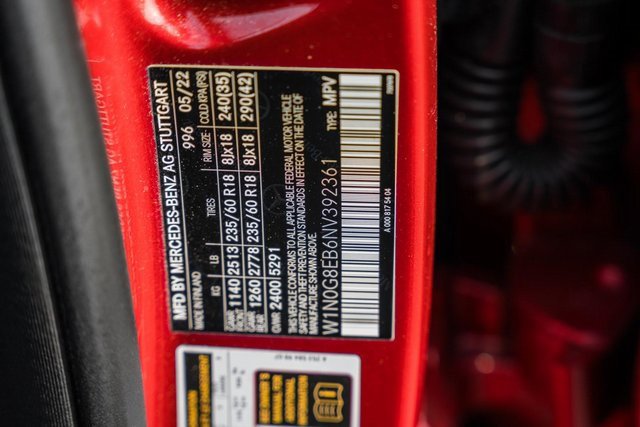 MFD BY MERCEDES-BENZ AG STUTTGART
MADE IN FINLAND 996 05/22
KG LB TIRES RIM SIZE: COLD KPA(PSI)
GAWR FRONT 1140 2513 235/60 R18 8Jx18 240(35)
GAWR REAR 1260 2778 235/60 R18 8Jx18 290(42)
GVWR 2400 5291
THIS VEHICLE CONFORMS TO ALL APPLICABLE FEDERAL MOTOR VEHICLE
SAFETY AND THEFT PREVENTION STANDARDS IN EFFECT ON THE DATE OF
MANUFACTURE SHOWN ABOVE.
W1N0G8EB6NV392361 TYPE: MPV
A 000 817 54 04